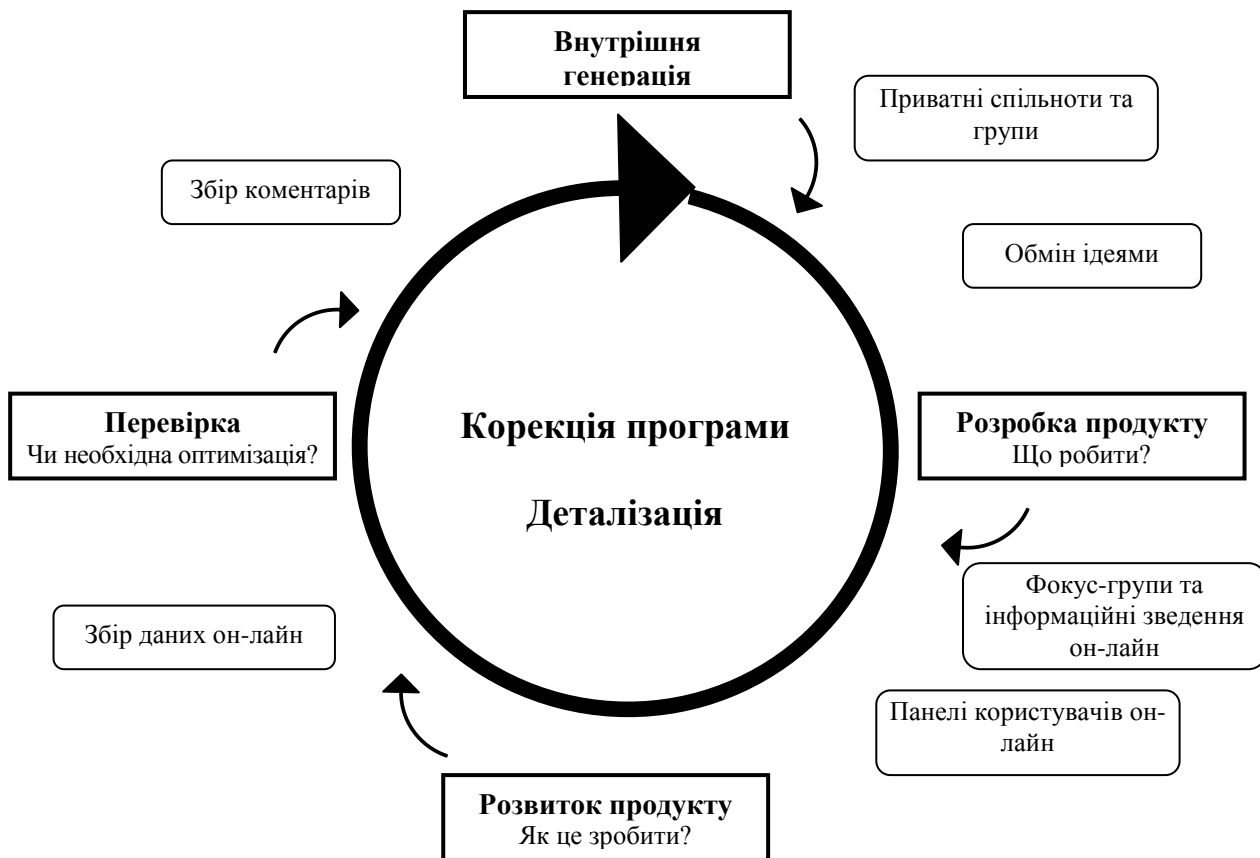 Внутрішня
генерація
Приватні спільноти та
групи
Збір коментарів
Обмін ідеями
Перевірка
Чи необхідна оптимізація?
Корекція програми
Деталізація
Розробка продукту
Що робити?
Фокус-групи та
інформаційні зведення
он-лайн
Збір даних он-лайн
Панелі користувачів он-
лайн
Розвиток продукту
Як це зробити?